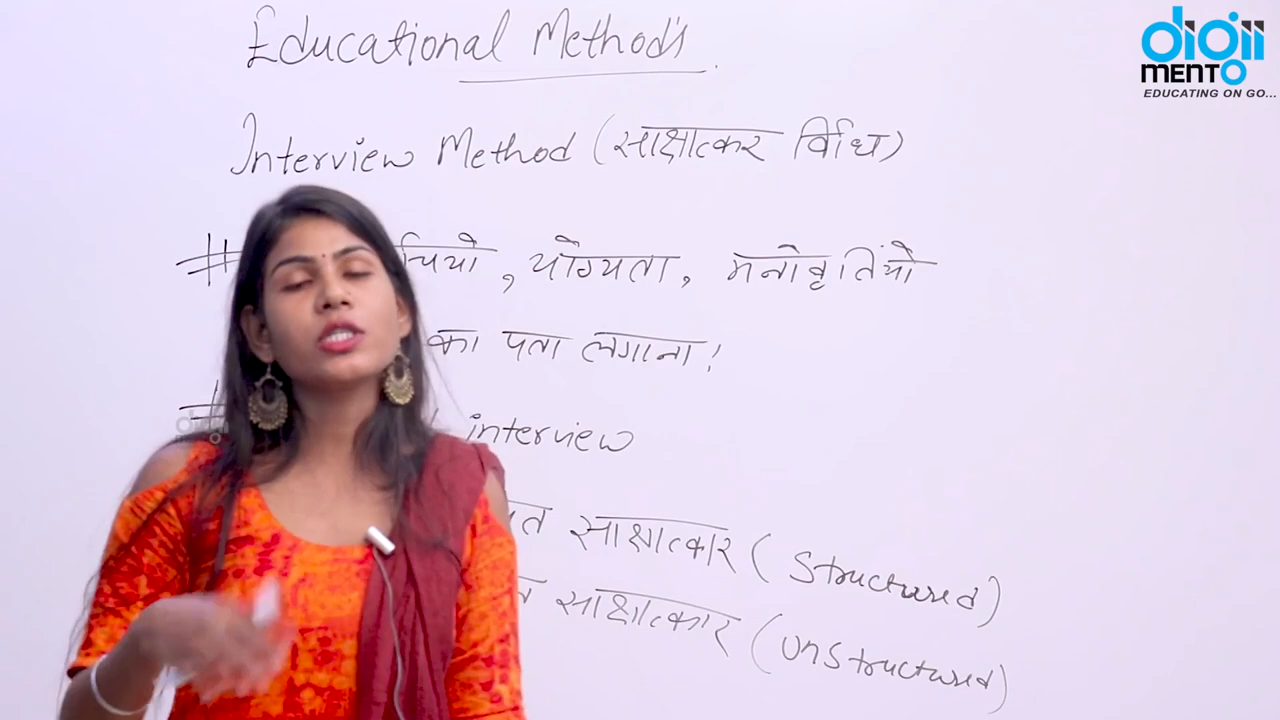 Educational Method's
digii
MENTO
EDUCATING ON GO...
Interview Method (साक्षात्कार विधि)
# योग्यता, मनोवृतियो
का पता लगाना!
# interview
साक्षात्कार (Structured)
साक्षात्कार (Unstructured)